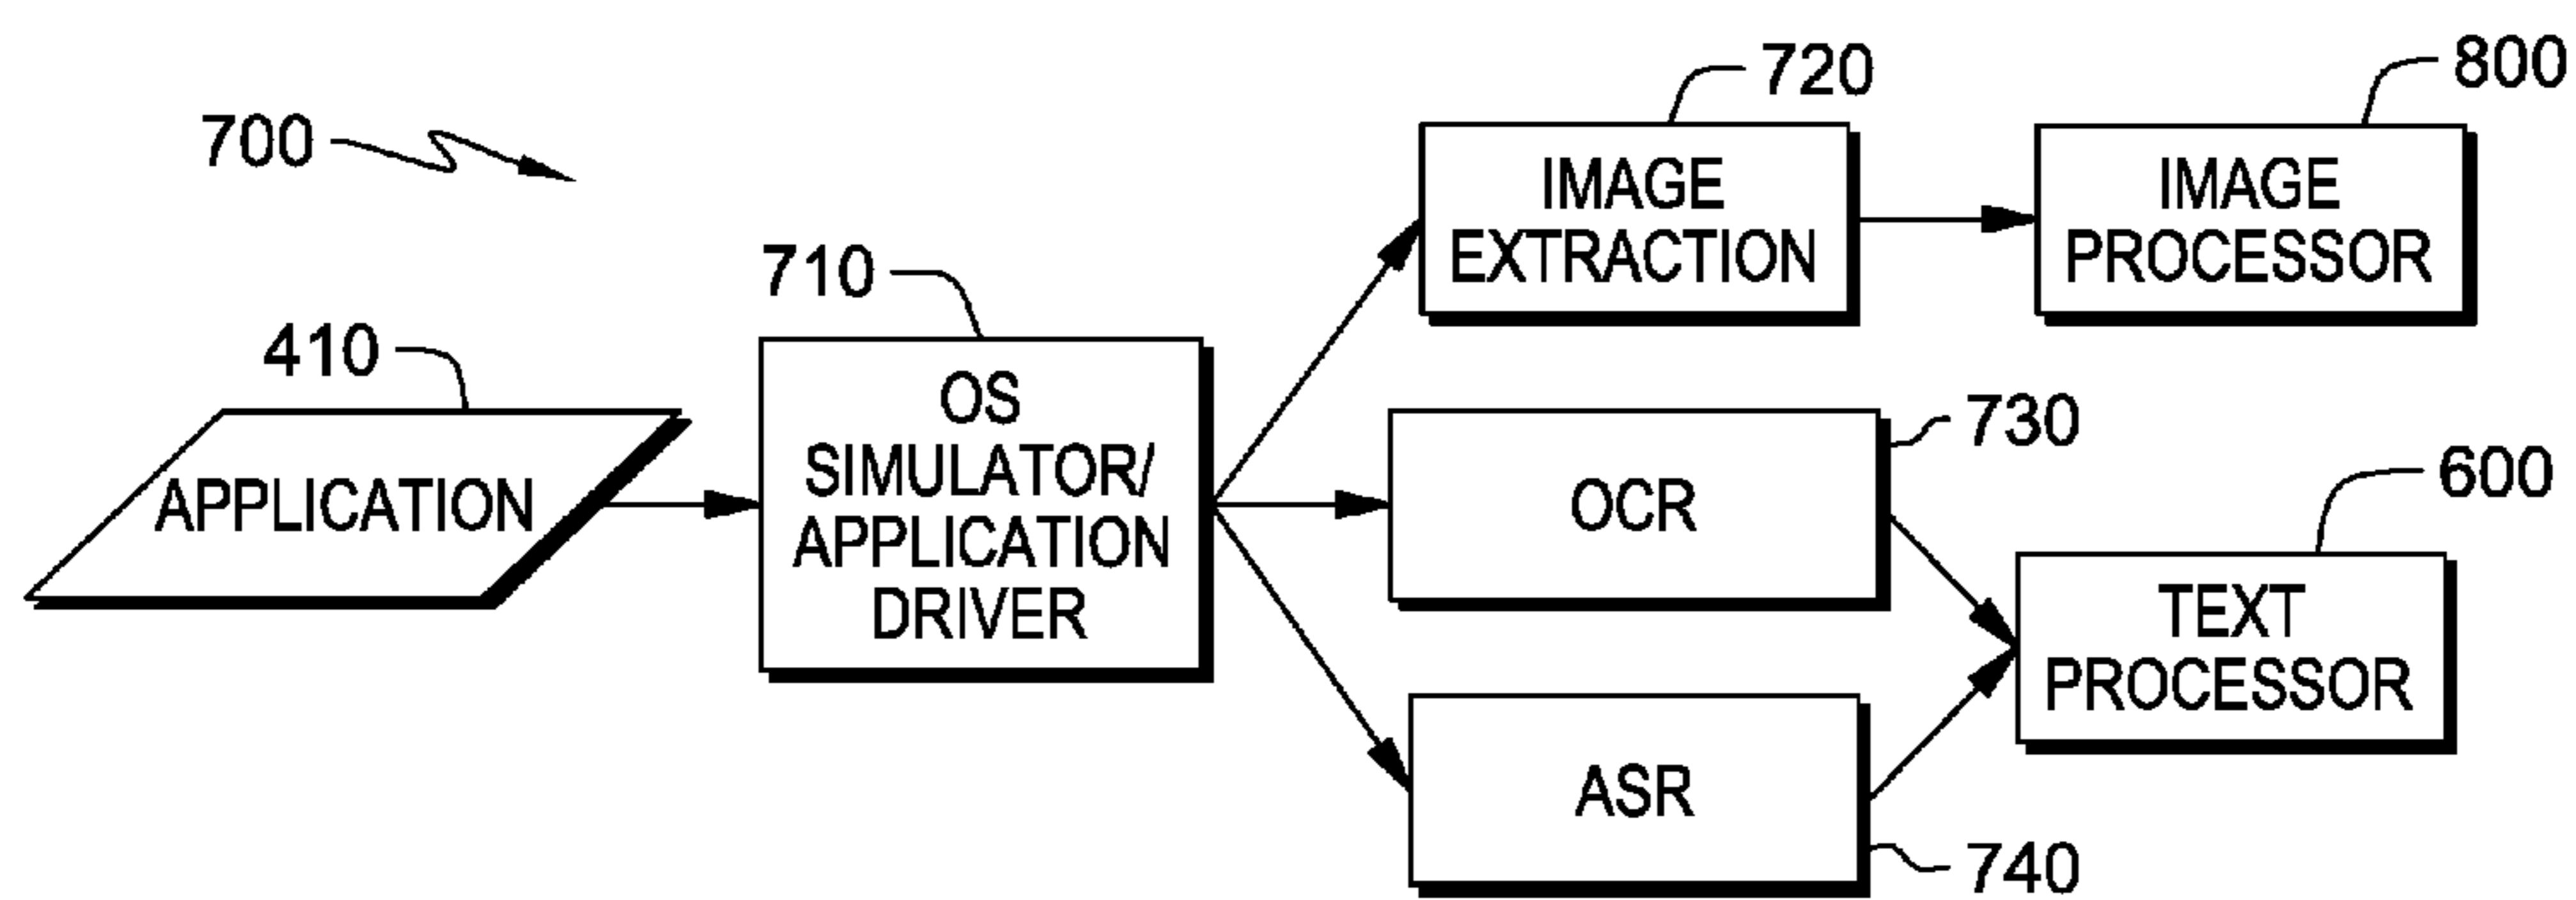 700
410
APPLICATION
710
OS
SIMULATOR/
APPLICATION
DRIVER
720
IMAGE
EXTRACTION
800
IMAGE
PROCESSOR
730
OCR
740
ASR
600
TEXT
PROCESSOR